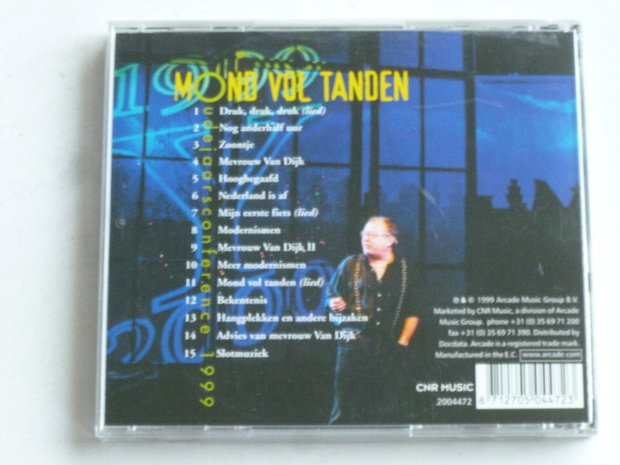 1999
MOND VOL TANDEN
oudejaarsconference 1999
1 Druk, druk, druk (lied)
2 Nog anderhalf uur
3 Zoontje
4 Mevrouw Van Dijk
5 Hoogbegaafd
6 Nederland is af
7 Mijn eerste fiets (lied)
8 Modernismen
9 Mevrouw Van Dijk II
10 Meer modernismen
11 Mond vol tanden (lied)
12 Bekentenis
13 Hangplekken en andere bijzaken
14 Advies van mevrouw Van Dijk
15 Slotmuziek
℗ & © 1999 Arcade Music Group B.V.
Marketed by CNR Music, a division of Arcade
Music Group. phone +31 (0) 35 69 71 200
fax +31 (0) 35 69 71 390. Distributed by
Docdata. Arcade is a registered trade mark.
Manufactured in the E.C. www.arcade.com
CNR MUSIC
2004472
8 712705 044723